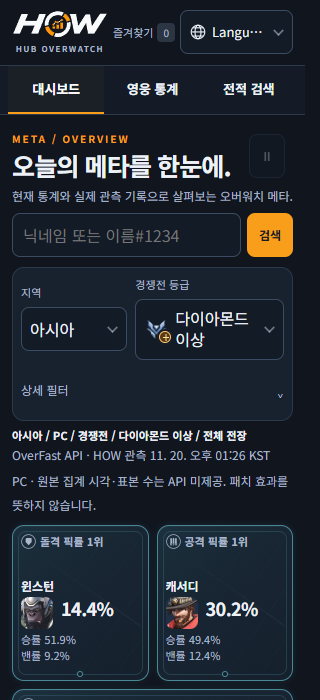 HOW
HUB OVERWATCH
즐겨찾기 0
Langu⋯
대시보드
영웅 통계
전적 검색
META / OVERVIEW
오늘의 메타를 한눈에.
현재 통계와 실제 관측 기록으로 살펴보는 오버워치 메타.
닉네임 또는 이름#1234
검색
지역
아시아
경쟁전 등급
다이아몬드
이상
상세 필터
아시아 / PC / 경쟁전 / 다이아몬드 이상 / 전체 전장
OverFast API · HOW 관측 11. 20. 오후 01:26 KST
PC · 원본 집계 시각·표본 수는 API 미제공. 패치 효과를
뜻하지 않습니다.
돌격 픽률 1위
윈스턴
14.4%
승률 51.9%
밴률 9.2%
공격 픽률 1위
캐서디
30.2%
승률 49.4%
밴률 12.4%